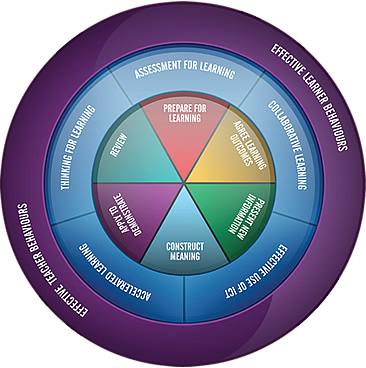 EFFECTIVE LEARNER BEHAVIOURS
EFFECTIVE TEACHER BEHAVIOURS
ASSESSMENT FOR LEARNING
COLLABORATIVE LEARNING
EFFECTIVE USE OF ICT
ACCELERATED LEARNING
THINKING FOR LEARNING
PREPARE FOR
LEARNING
AGREE LEARNING
OUTCOMES
PRESENT NEW
INFORMATION
CONSTRUCT
MEANING
APPLY TO
DEMONSTRATE
REVIEW